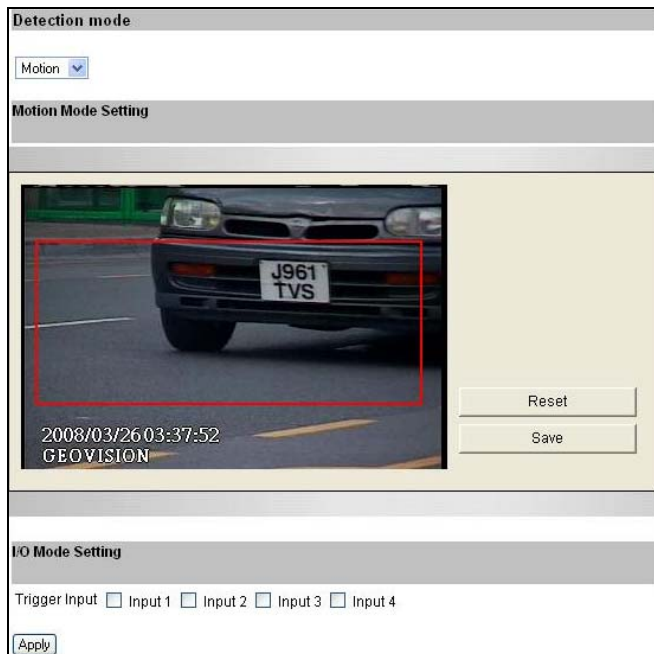 Detection mode
Motion
Motion Mode Setting
J961
TVS
2008/03/26 03:37:52
GEOVISION
Reset
Save
I/O Mode Setting
Trigger Input Input 1 Input 2 Input 3 Input 4
Apply